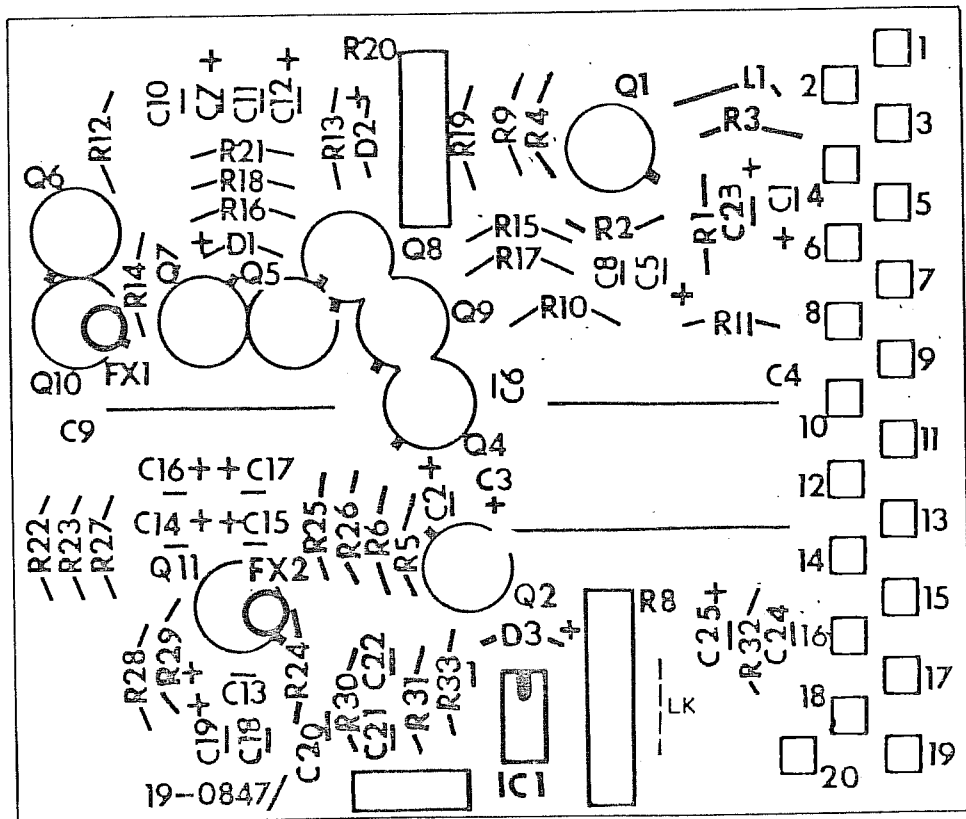 R20
Q1
L1
1
2
C10
C7
+
C11
C12
+
R12
R13
D2
+
R19
R9
R4
R3
3
R21
R18
R16
Q6
4
5
R1
C23
+
C1
+
D1
+
Q7
Q5
Q8
R15
R2
6
R17
C8
C5
+
7
R14
R10
R11
8
Q9
9
Q10
FX1
C6
C4
10
C9
Q4
11
C16++C17
C2
+
C3
+
12
C14++C15
R22
R23
R27
R25
R26
R6
R5
13
14
Q11
FX2
Q2
15
R8
C25
+
R32
C24
16
D3
+
R28
R29
+
R24
C13
R30
C22
R31
R33
17
LK
18
C19
+
C18
C20
C21
19
20
IC1
19-0847/